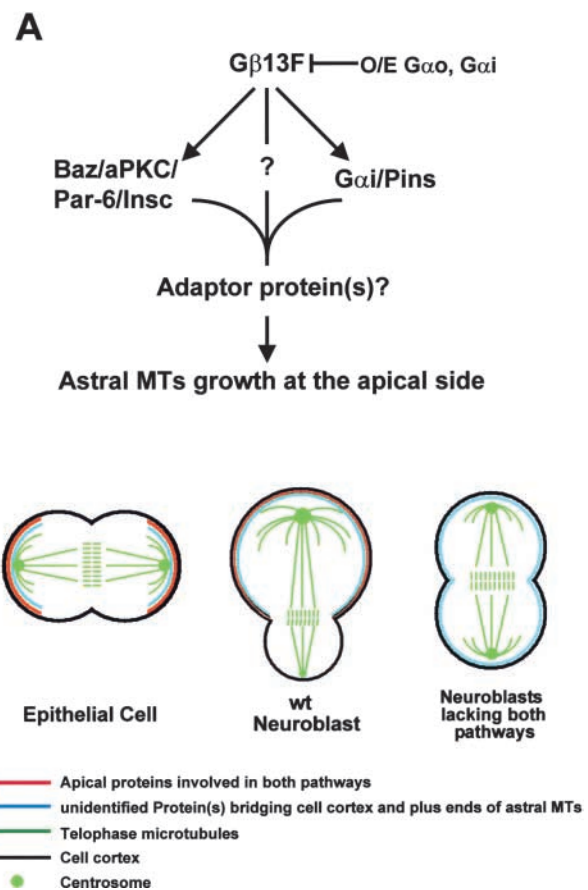 A
Gβ13F
O/E Gαo, Gαi
Baz/aPKC/
Par-6/Insc
?
Gαi/Pins
Adaptor protein(s)?
Astral MTs growth at the apical side
Epithelial Cell
wt
Neuroblast
Neuroblasts
lacking both
pathways
Apical proteins involved in both pathways
unidentified Protein(s) bridging cell cortex and plus ends of astral MTs
Telophase microtubules
Cell cortex
Centrosome